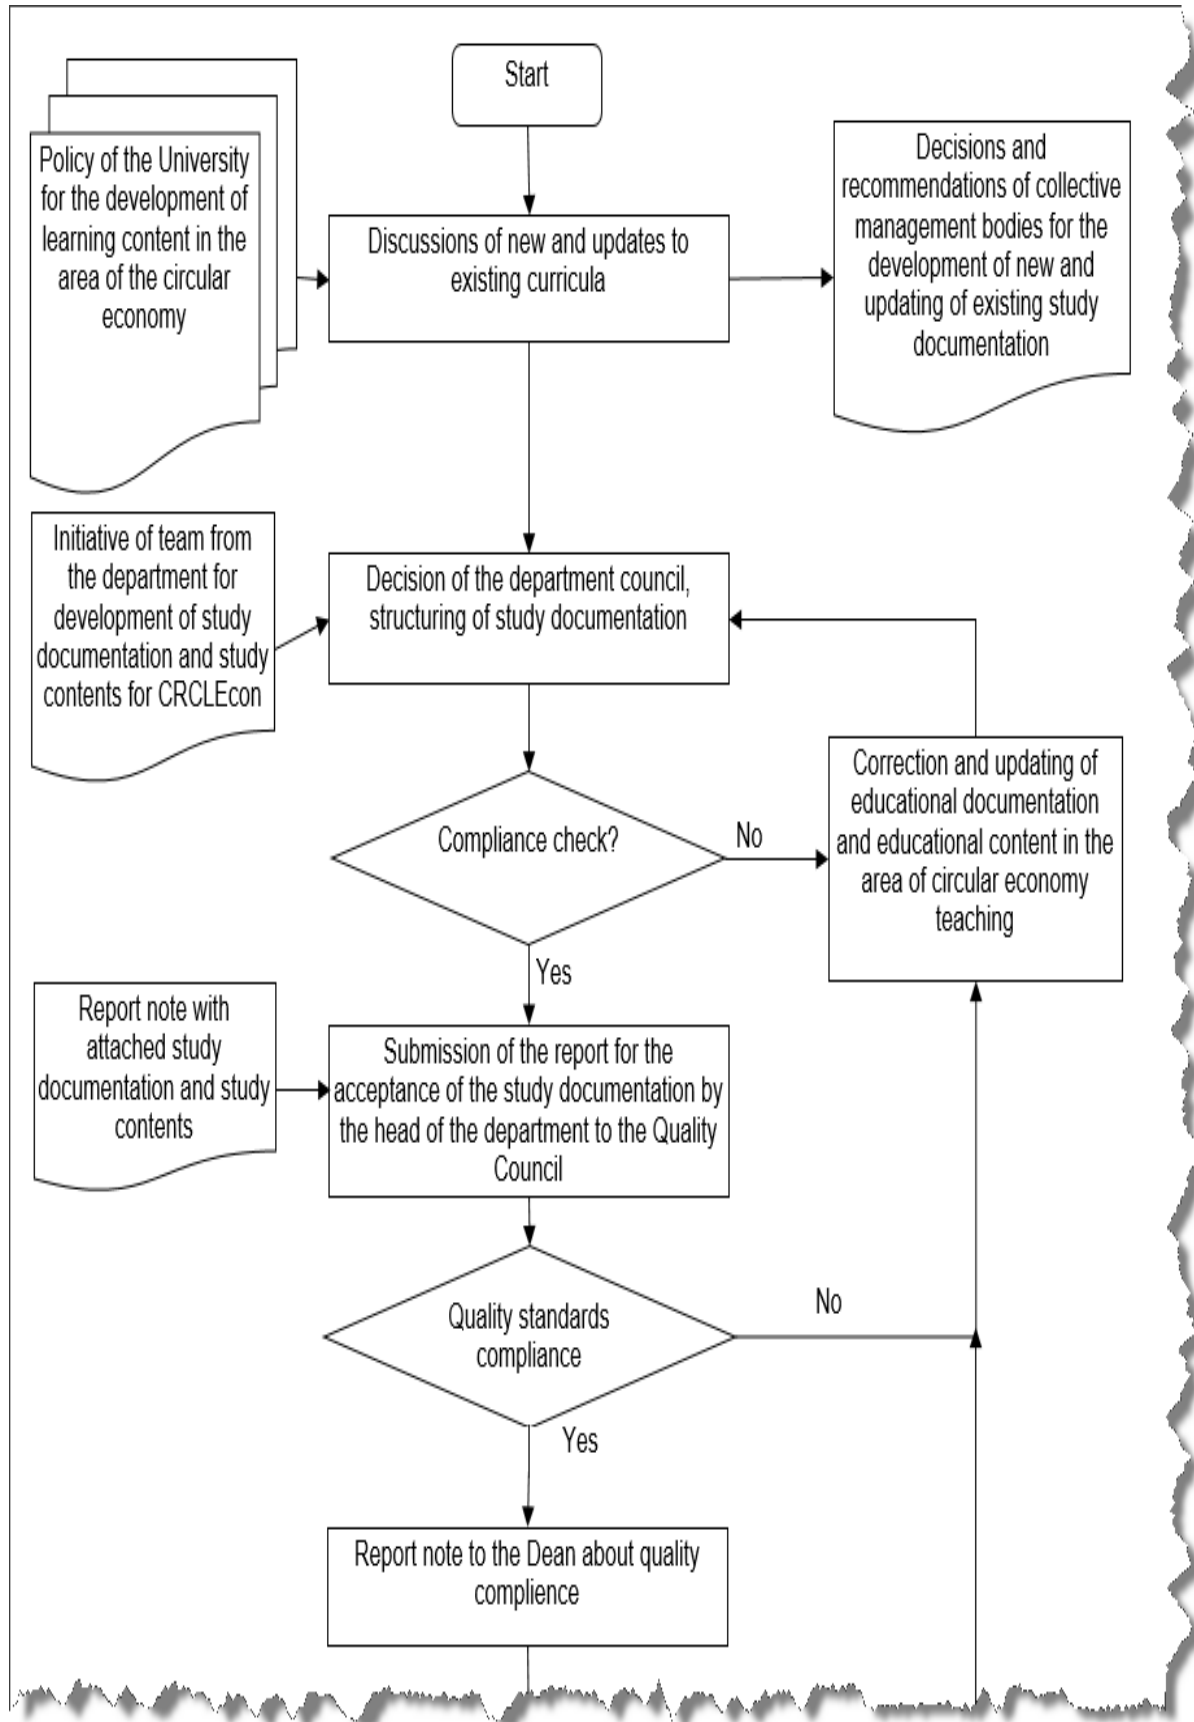 Start
Policy of the University
for the development of
learning content in the
area of the circular
economy
Discussions of new and updates to
existing curricula
Decisions and
recommendations of collective
management bodies for the
development of new and
updating of existing study
documentation
Initiative of team from
the department for
development of study
documentation and study
contents for CRCLEcon
Decision of the department council,
structuring of study documentation
Compliance check?
No
Correction and updating of
educational documentation
and educational content in the
area of circular economy
teaching
Yes
Report note with
attached study
documentation and study
contents
Submission of the report for the
acceptance of the study documentation by
the head of the department to the Quality
Council
Quality standards
compliance
No
Yes
Report note to the Dean about quality
complience